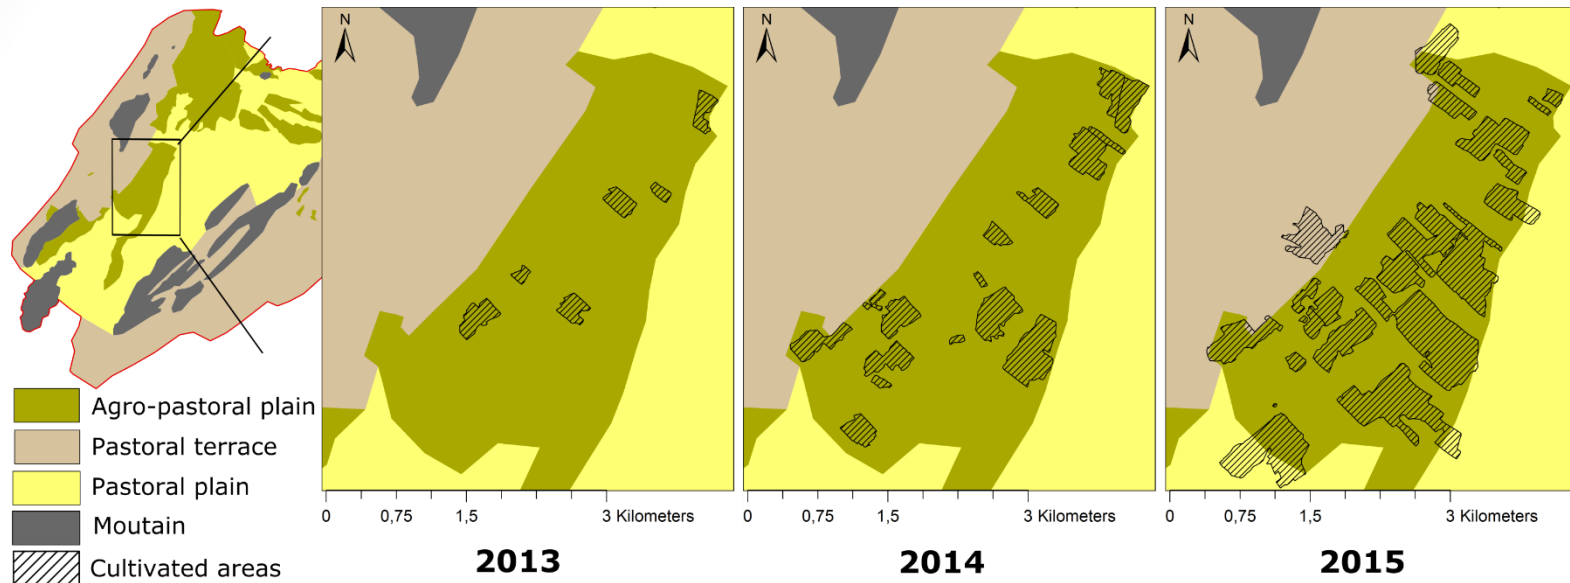 N
N
N
Agro-pastoral plain
Pastoral terrace
Pastoral plain
Moutain
Cultivated areas
0 0,75 1,5 3 Kilometers
0 0,75 1,5 3 Kilometers
0 0,75 1,5 3 Kilometers
2013
2014
2015